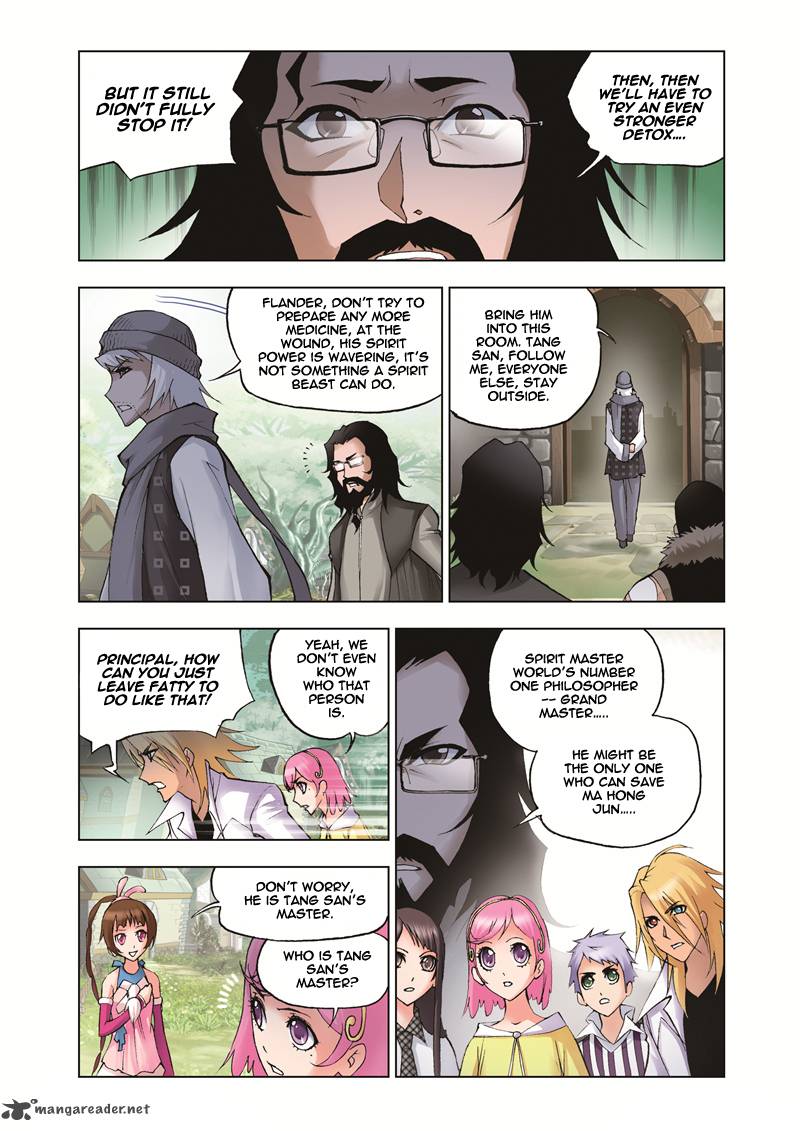 THEN, THEN
WE'LL HAVE TO
TRY AN EVEN
STRONGER
DETOX....
BUT IT STILL
DIDN'T FULLY
STOP IT!
FLANDER, DON'T TRY TO
PREPARE ANY MORE
MEDICINE, AT THE
WOUND, HIS SPIRIT
POWER IS WAVERING, IT'S
NOT SOMETHING A SPIRIT
BEAST CAN DO.
BRING HIM
INTO THIS
ROOM. TANG
SAN, FOLLOW
ME, EVERYONE
ELSE, STAY
OUTSIDE.
PRINCIPAL, HOW
CAN YOU JUST
LEAVE FATTY TO
DO LIKE THAT!
YEAH, WE
DON'T EVEN
KNOW
WHO THAT
PERSON
IS.
SPIRIT MASTER
WORLD'S NUMBER
ONE PHILOSOPHER
-- GRAND
MASTER.....
HE MIGHT BE
THE ONLY ONE
WHO CAN SAVE
MA HONG
JUN.....
DON'T WORRY,
HE IS TANG SAN'S
MASTER.
WHO IS TANG
SAN'S
MASTER?
mangareader.net